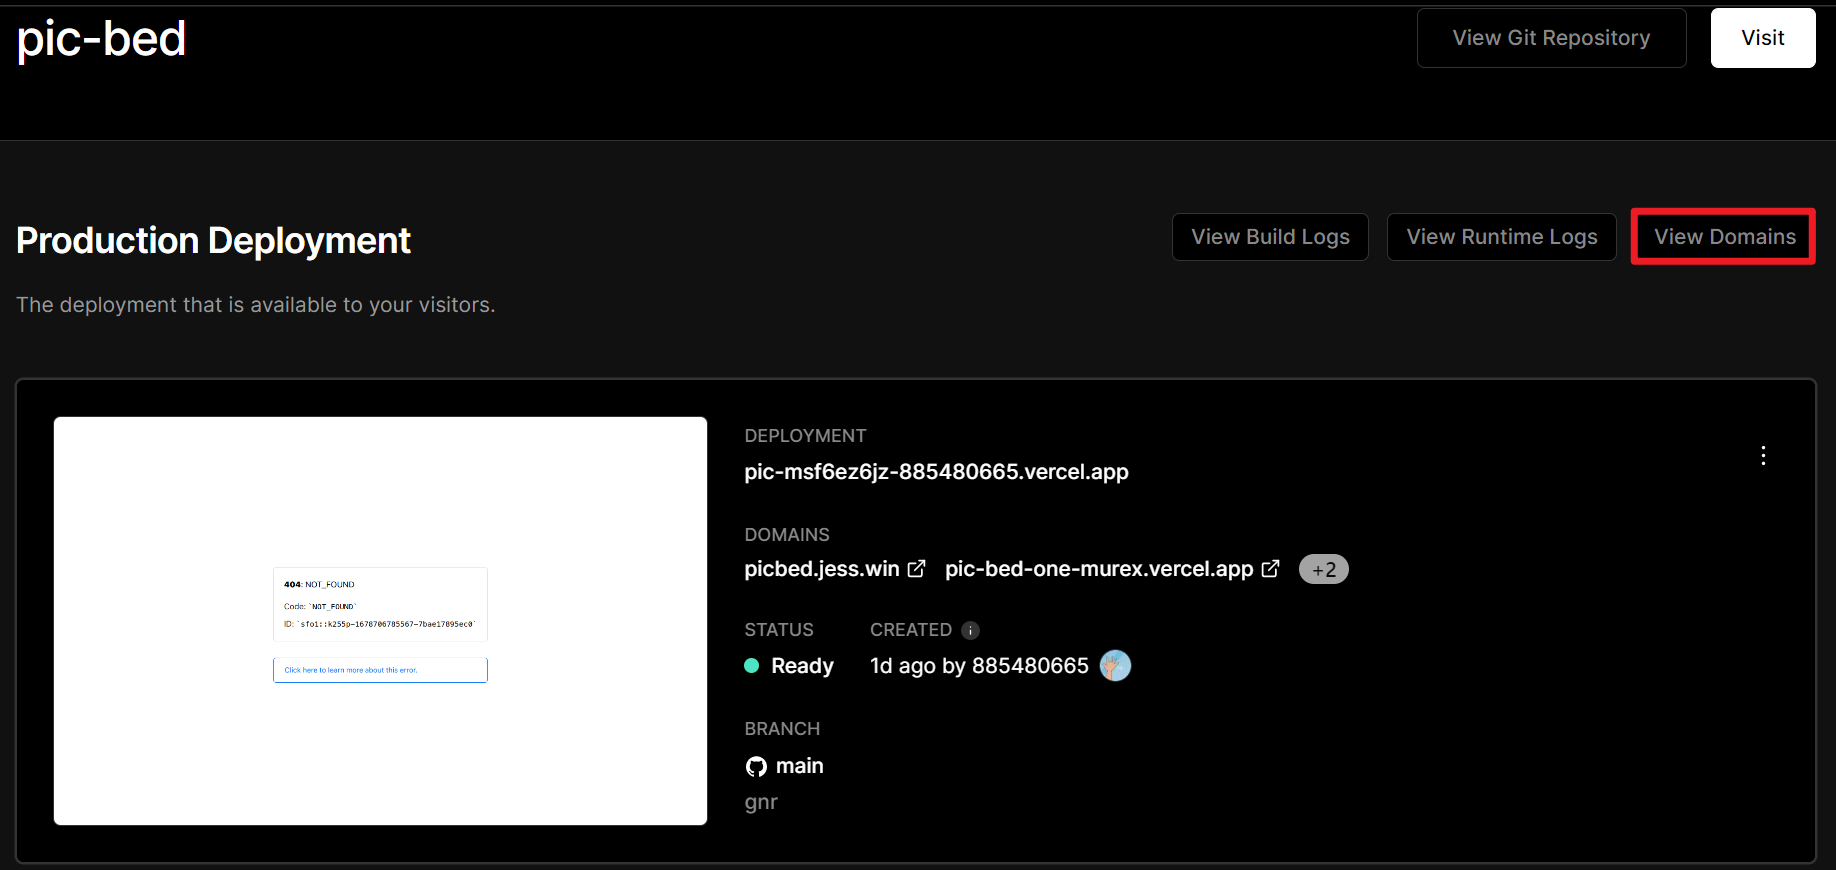 pic-bed
View Git Repository
Visit
Production Deployment
View Build Logs
View Runtime Logs
View Domains
The deployment that is available to your visitors.
404: NOT_FOUND
Code: `NOT_FOUND`
ID: `sfo1::k255p-1678706785567-7bae17895ec0`
Click here to learn more about this error.
DEPLOYMENT
pic-msf6ez6jz-885480665.vercel.app
DOMAINS
picbed.jess.win pic-bed-one-murex.vercel.app +2
STATUS
CREATED
Ready
1d ago by 885480665
BRANCH
main
gnr